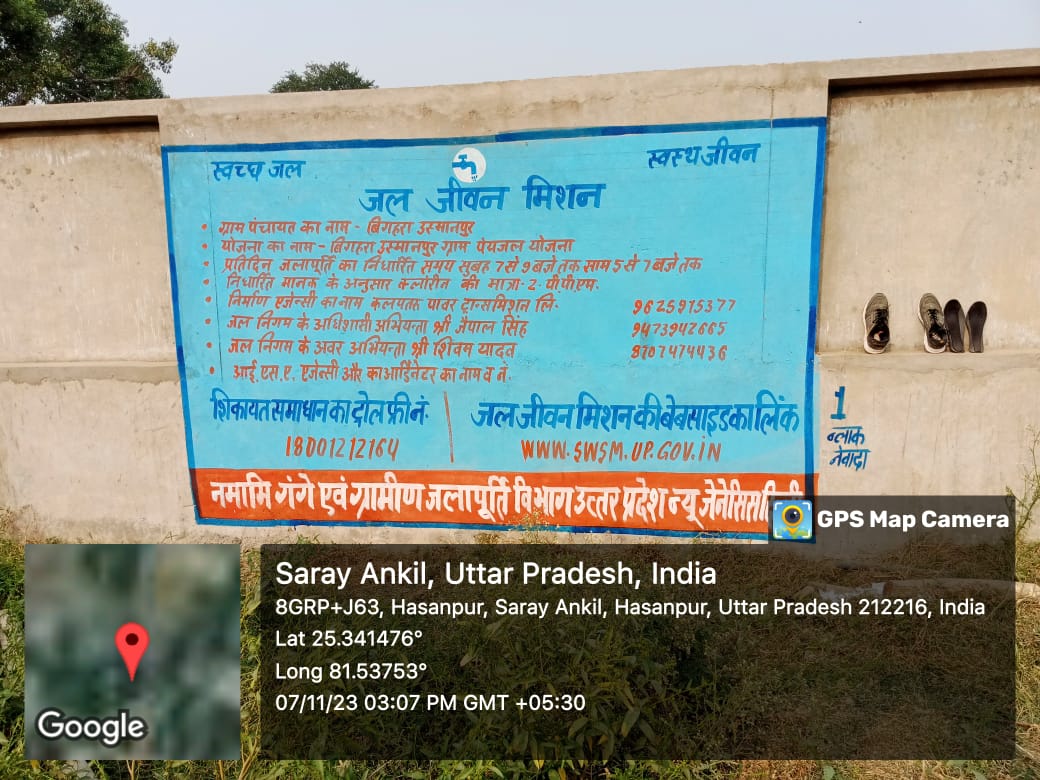 स्वच्छ जल
स्वस्थ जीवन
जल जीवन मिशन
• ग्राम पंचायत का नाम - बिगहरा उस्मानपुर
• योजना का नाम - बिगहरा उस्मानपुर ग्राम पेयजल योजना
• प्रतिदिन जलापूर्ति का निर्धारित समय सुबह 7 से 9 बजे तक साम 5 से 7 बजे तक
• निर्धारित मानक के अनुसार क्लोरीन की मात्रा- 2- पी.पी.एम.
• निर्माण एजेन्सी का नाम कलपतरू पावर ट्रान्समिशन लि- 9625915377
• जल निगम के अधिशासी अभियन्ता श्री जैपाल सिंह 9473942665
• जल निगम के अवर अभियन्ता श्री शिवम यादव 8707474436
• आई.एस.ए. एजेन्सी और काआर्डिनेटर का नाम व नं.
शिकायत समाधान का टोल फ्री नं.
18001212164
जल जीवन मिशन की बेबसाइड का लिंक
WWW.SWSM.UP.GOV.iN
नमामि गंगे एवं ग्रामीण जलापूर्ति विभाग उत्तर प्रदेश न्यू जेनेसिस
1
ब्लाक
नेवादा
GPS Map Camera
Saray Ankil, Uttar Pradesh, India
8GRP+J63, Hasanpur, Saray Ankil, Hasanpur, Uttar Pradesh 212216, India
Lat 25.341476°
Long 81.53753°
07/11/23 03:07 PM GMT +05:30
Google